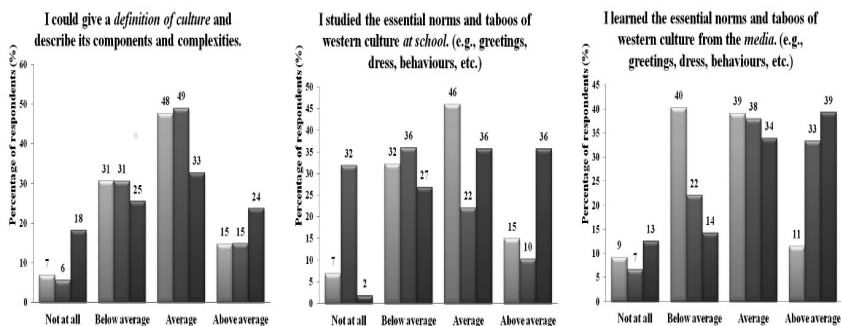 I could give a definition of culture and
describe its components and complexities.
Percentage of respondents (%)
60
50
40
30
20
10
0
7
6
18
31
31
25
48
49
33
15
15
24
Not at all
Below average
Average
Above average
I studied the essential norms and taboos of
western culture at school. (e.g., greetings,
dress, behaviours, etc.)
Percentage of respondents (%)
50
45
40
35
30
25
20
15
10
5
0
7
32
2
32
36
27
46
22
36
15
10
36
Not at all
Below average
Average
Above average
I learned the essential norms and taboos of
western culture from the media. (e.g.,
greetings, dress, behaviours, etc.)
Percentage of respondents (%)
45
40
35
30
25
20
15
10
5
0
9
7
13
40
22
14
39
38
34
11
33
39
Not at all
Below average
Average
Above average